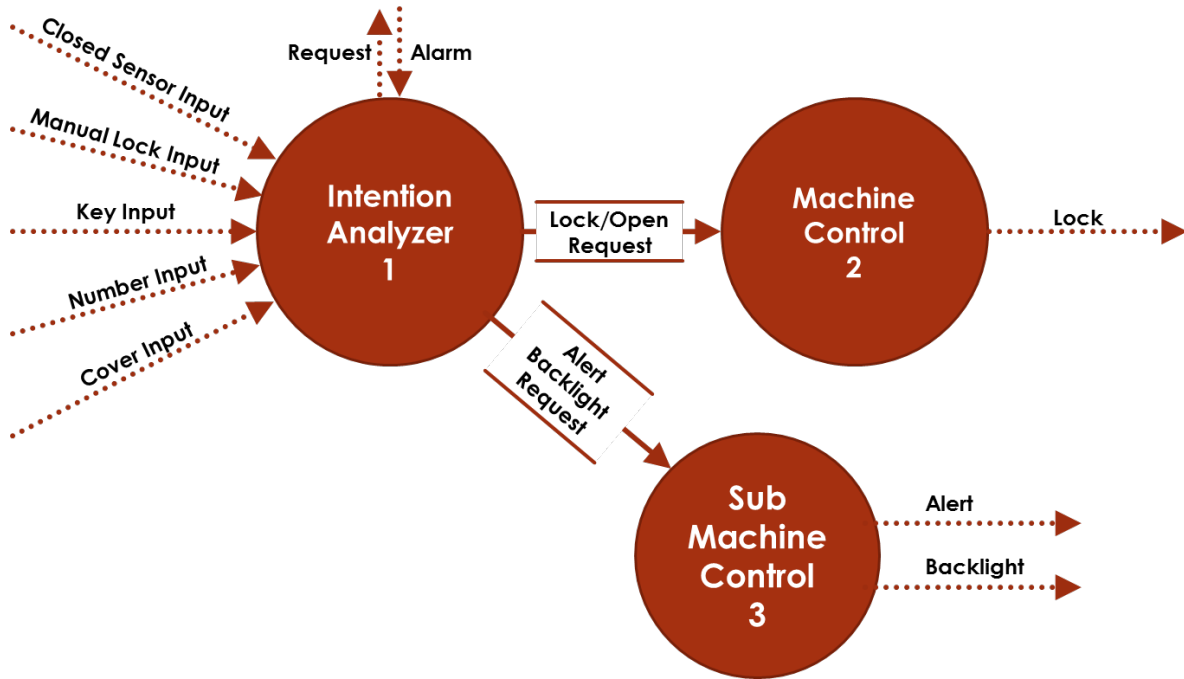 Closed Sensor Input
Manual Lock Input
Key Input
Number Input
Cover Input
Request
Alarm
Intention
Analyzer
1
Lock/Open
Request
Machine
Control
2
Lock
Alert
Backlight
Request
Sub
Machine
Control
3
Alert
Backlight